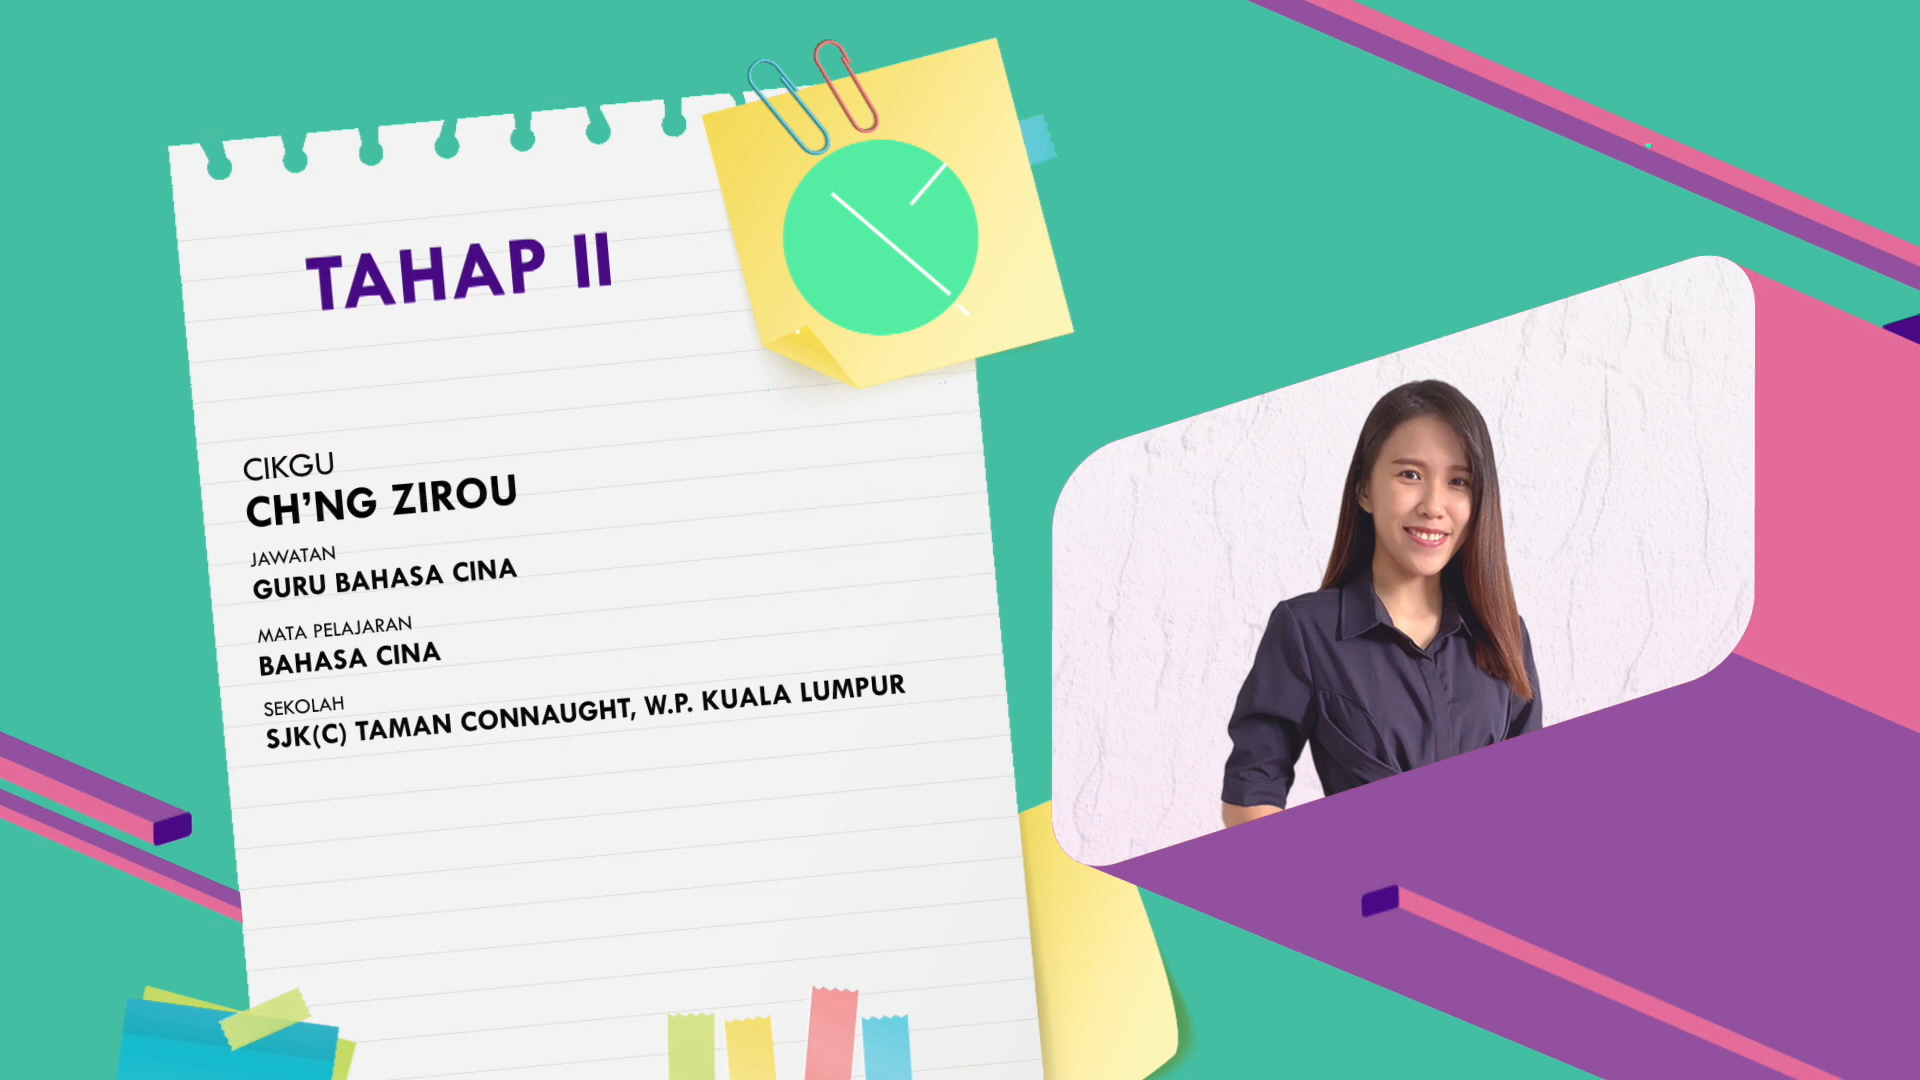 TAHAP II
CIKGU
CH’NG ZIROU
JAWATAN
GURU BAHASA CINA
MATA PELAJARAN
BAHASA CINA
SEKOLAH
SJK(C) TAMAN CONNAUGHT, W.P. KUALA LUMPUR